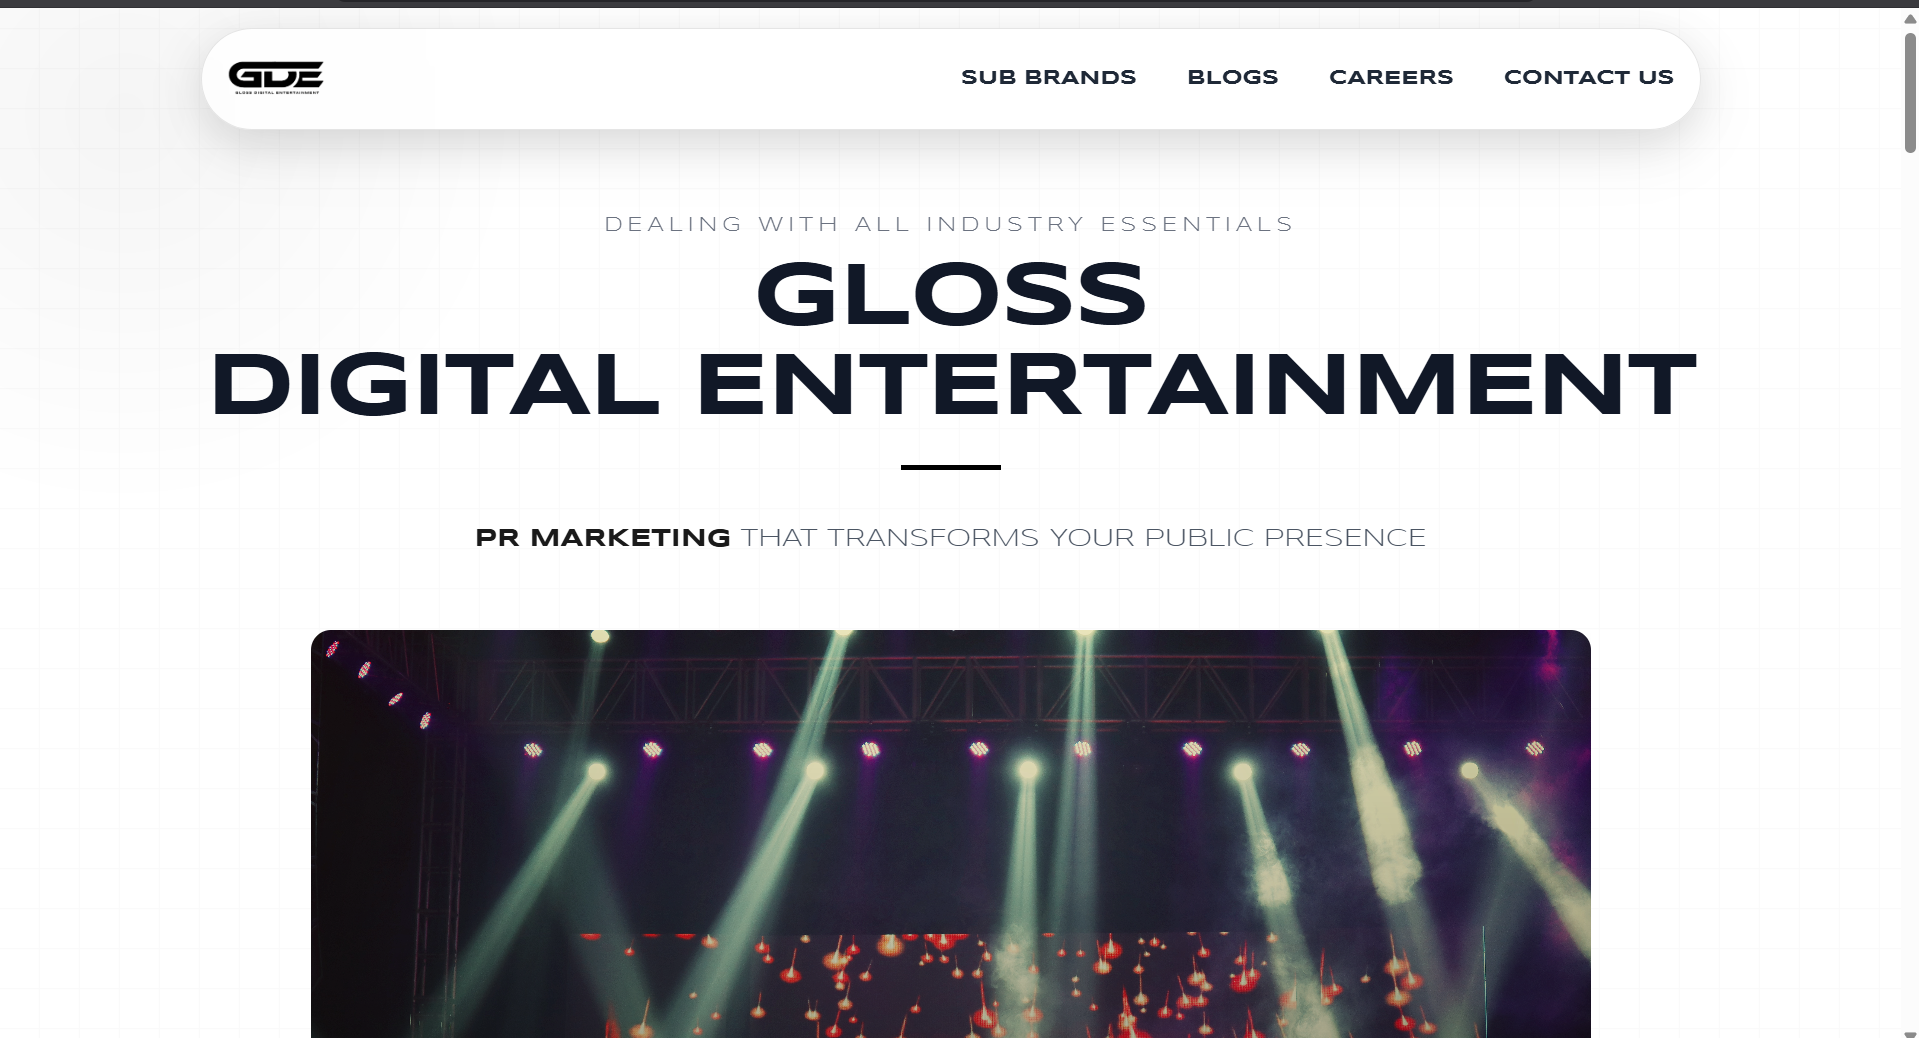 GDE
GLOSS DIGITAL ENTERTAINMENT
SUB BRANDS
BLOGS
CAREERS
CONTACT US
DEALING WITH ALL INDUSTRY ESSENTIALS
GLOSS
DIGITAL ENTERTAINMENT
PR MARKETING THAT TRANSFORMS YOUR PUBLIC PRESENCE